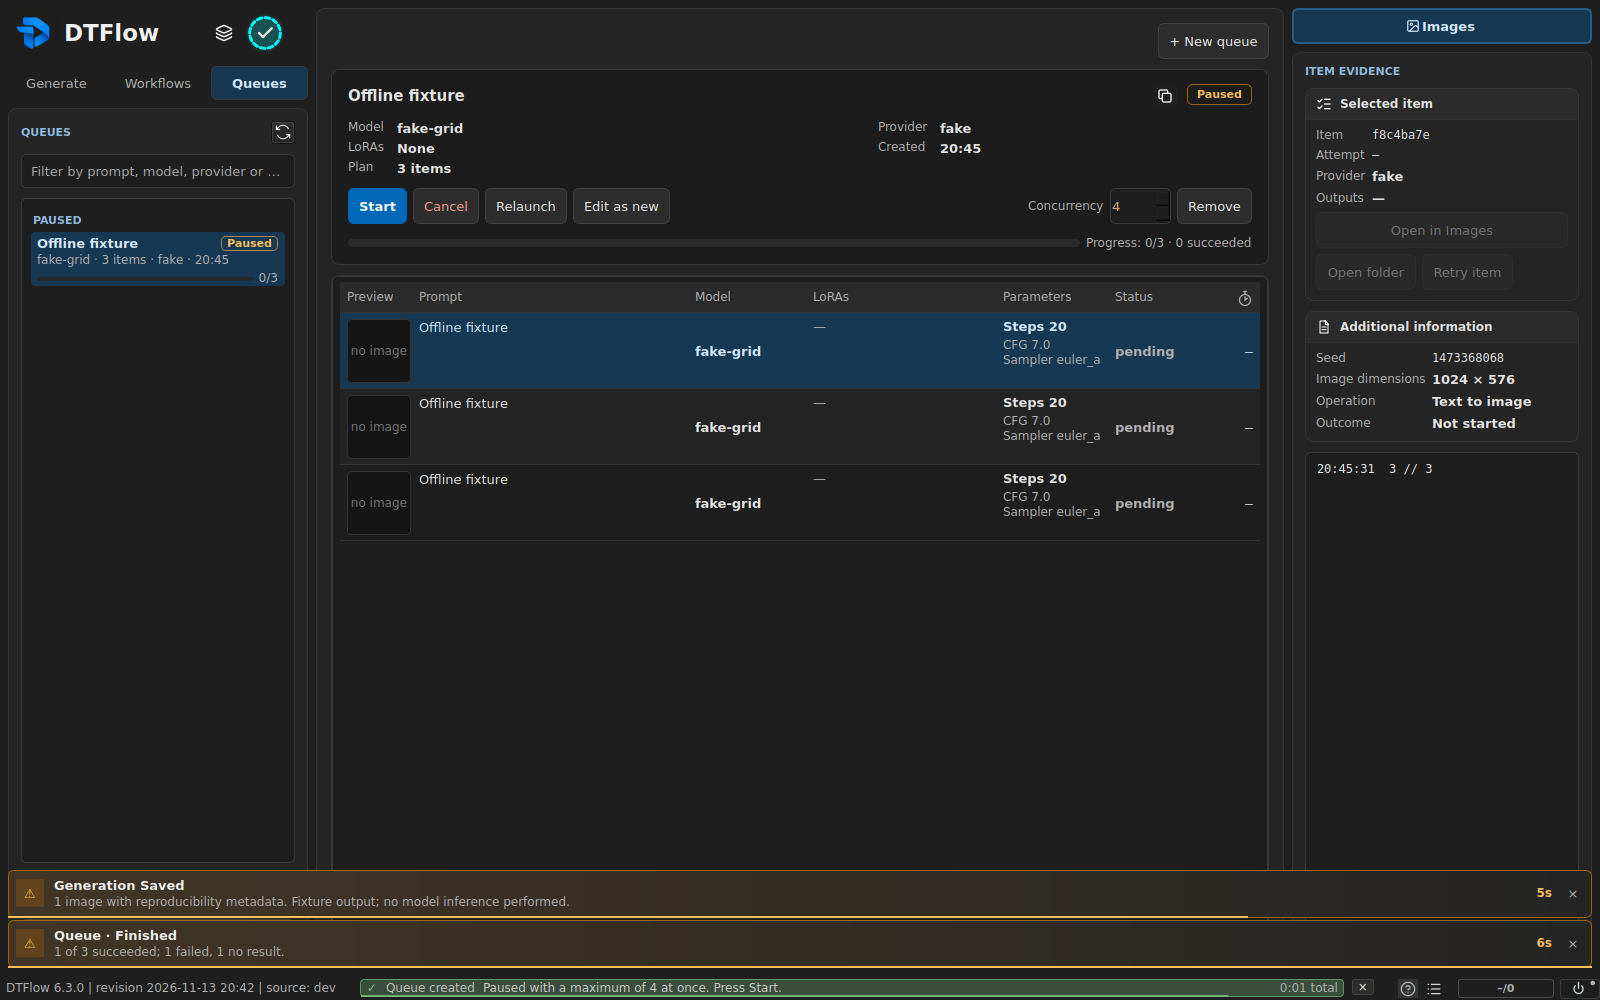 DTFlow
Generate Workflows Queues
QUEUES
Filter by prompt, model, provider or ...
PAUSED
Offline fixture Paused
fake-grid · 3 items · fake · 20:45
0/3
+ New queue
Offline fixture Paused
Model fake-grid Provider fake
LoRAs None Created 20:45
Plan 3 items
Start Cancel Relaunch Edit as new Concurrency 4 Remove
Progress: 0/3 · 0 succeeded
Preview Prompt Model LoRAs Parameters Status
no image Offline fixture fake-grid — Steps 20 CFG 7.0 Sampler euler_a pending —
no image Offline fixture fake-grid — Steps 20 CFG 7.0 Sampler euler_a pending —
no image Offline fixture fake-grid — Steps 20 CFG 7.0 Sampler euler_a pending —
Images
ITEM EVIDENCE
Selected item
Item f8c4ba7e
Attempt —
Provider fake
Outputs —
Open in Images
Open folder Retry item
Additional information
Seed 1473368068
Image dimensions 1024 × 576
Operation Text to image
Outcome Not started
20:45:31 3 // 3
Generation Saved
1 image with reproducibility metadata. Fixture output; no model inference performed.
5s ×
Queue · Finished
1 of 3 succeeded; 1 failed, 1 no result.
6s ×
DTFlow 6.3.0 | revision 2026-11-13 20:42 | source: dev
✓ Queue created Paused with a maximum of 4 at once. Press Start. 0:01 total ×
–/0